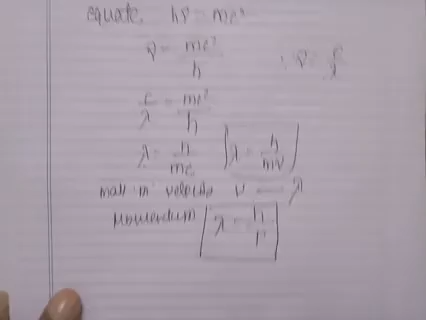 equate. hν = mc²
ν = mc²/h ∴ ν = c/λ
c/λ = mc²/h
λ = h/mc [λ = h/mv]
mass 'm' velocity v — λ
Momentum [λ = h/p]